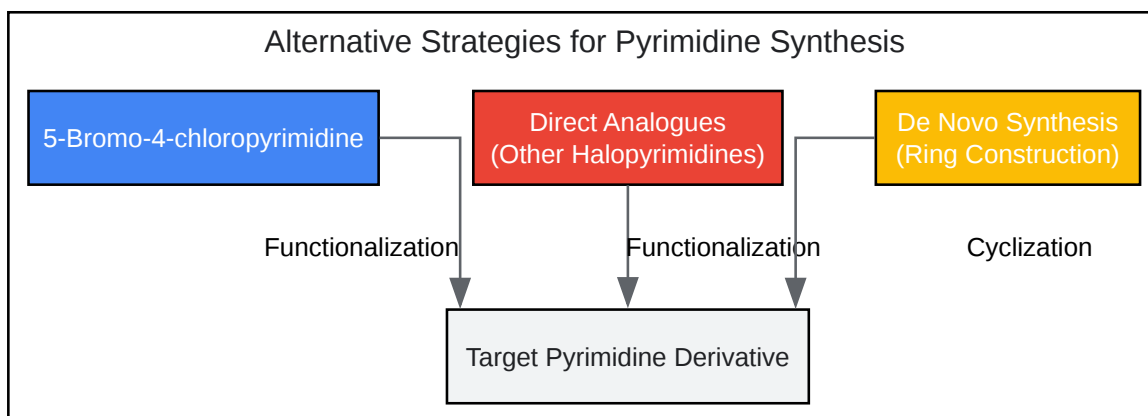 Alternative Strategies for Pyrimidine Synthesis
5-Bromo-4-chloropyrimidine
Direct Analogues
(Other Halopyrimidines)
De Novo Synthesis
(Ring Construction)
Functionalization
Functionalization
Cyclization
Target Pyrimidine Derivative